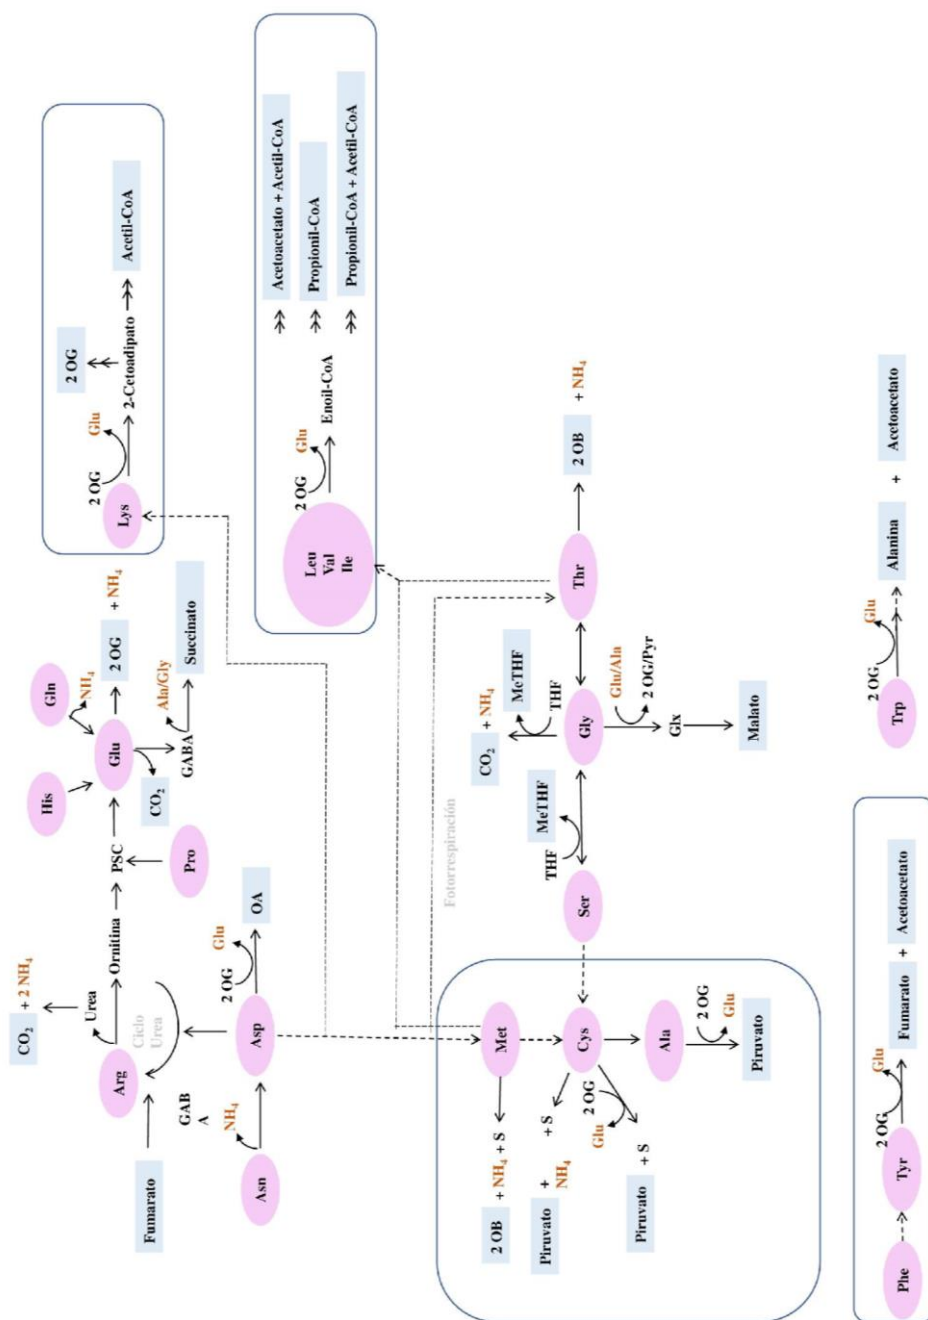 CO2 + 2 NH4
Fumarato
Arg
Urea
Ornitina
Ciclo
Urea
GAB
A
PSC
Pro
His
Gln
NH4
Glu
2 OG + NH4
CO2
GABA
Ala/Gly
Succinato
Asn
NH4
Asp
2 OG
Glu
OA
Lys
2 OG
Glu
2-Cetoadipato
2 OG
Acetil-CoA
Leu
Val
Ile
2 OG
Glu
Enoil-CoA
Acetoacetato + Acetil-CoA
Propionil-CoA
Propionil-CoA + Acetil-CoA
Fotorrespiración
Met
2 OB + NH4 + S
Cys
+ S
Piruvato +
NH4
2 OG
Glu
Piruvato + S
Ala
2 OG
Glu
Piruvato
Ser
THF
MeTHF
CO2 + NH4
MeTHF
THF
Gly
Glu/Ala
2 OG/Pyr
Glx
Malato
Thr
2 OB + NH4
Phe
Tyr
2 OG
Glu
Fumarato + Acetoacetato
Trp
2 OG
Glu
Alanina + Acetoacetato